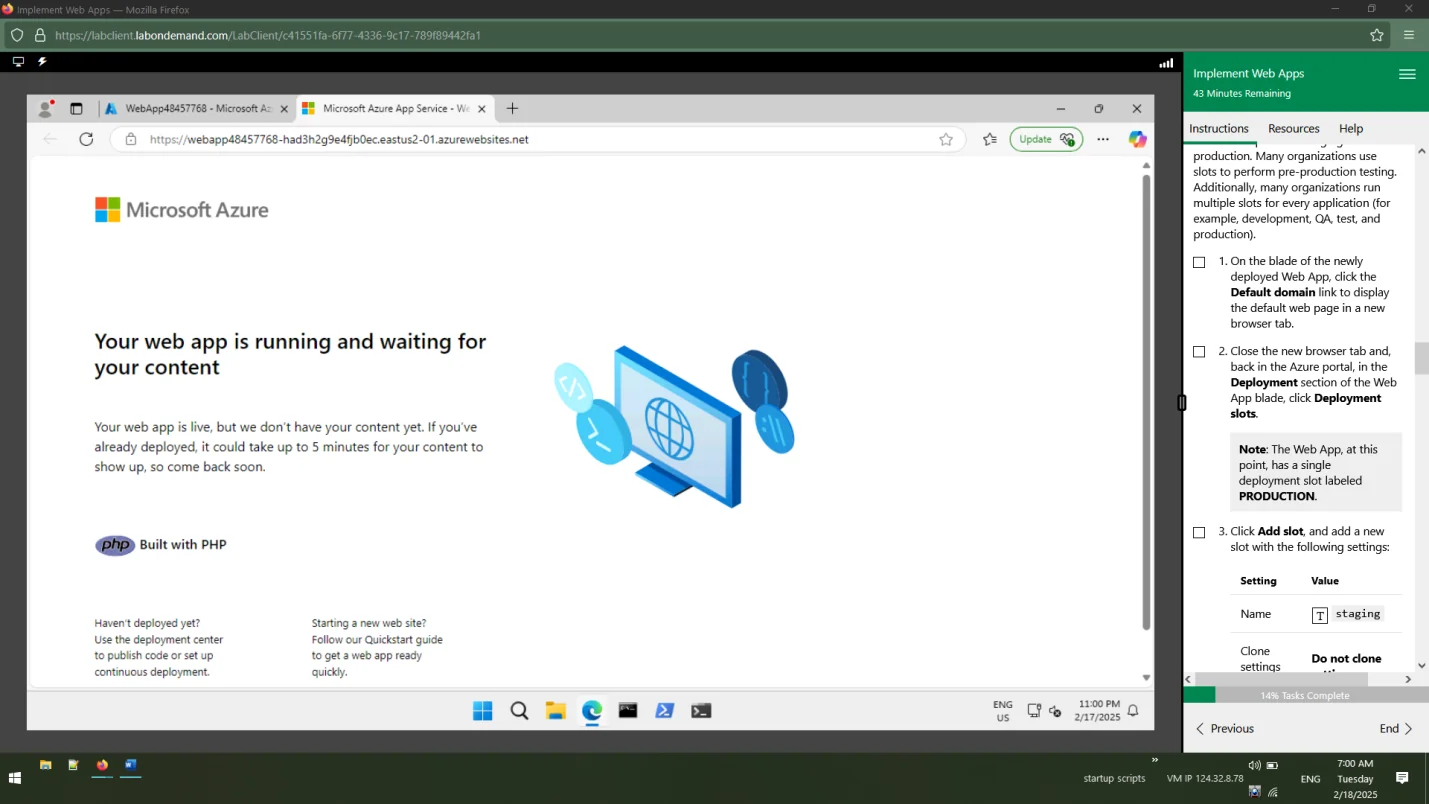 Implement Web Apps — Mozilla Firefox
https://labclient.labondemand.com/LabClient/c41551fa-6f77-4336-9c17-789f89442fa1
WebApp48457768 - Microsoft Az
Microsoft Azure App Service - We
https://webapp48457768-had3h2g9e4fjb0ec.eastus2-01.azurewebsites.net
Update
Microsoft Azure
Your web app is running and waiting for
your content
Your web app is live, but we don't have your content yet. If you've
already deployed, it could take up to 5 minutes for your content to
show up, so come back soon.
php Built with PHP
Haven't deployed yet?
Use the deployment center
to publish code or set up
continuous deployment.
Starting a new web site?
Follow our Quickstart guide
to get a web app ready
quickly.
ENG
US
11:00 PM
2/17/2025
Implement Web Apps
43 Minutes Remaining
Instructions
Resources
Help
production. Many organizations use
slots to perform pre-production testing.
Additionally, many organizations run
multiple slots for every application (for
example, development, QA, test, and
production).
1. On the blade of the newly
deployed Web App, click the
Default domain link to display
the default web page in a new
browser tab.
2. Close the new browser tab and,
back in the Azure portal, in the
Deployment section of the Web
App blade, click Deployment
slots.
Note: The Web App, at this
point, has a single
deployment slot labeled
PRODUCTION.
3. Click Add slot, and add a new
slot with the following settings:
Setting Value
Name T staging
Clone
settings
Do not clone
14% Tasks Complete
Previous
End
startup scripts
VM IP 124.32.8.78
ENG
7:00 AM
Tuesday
2/18/2025